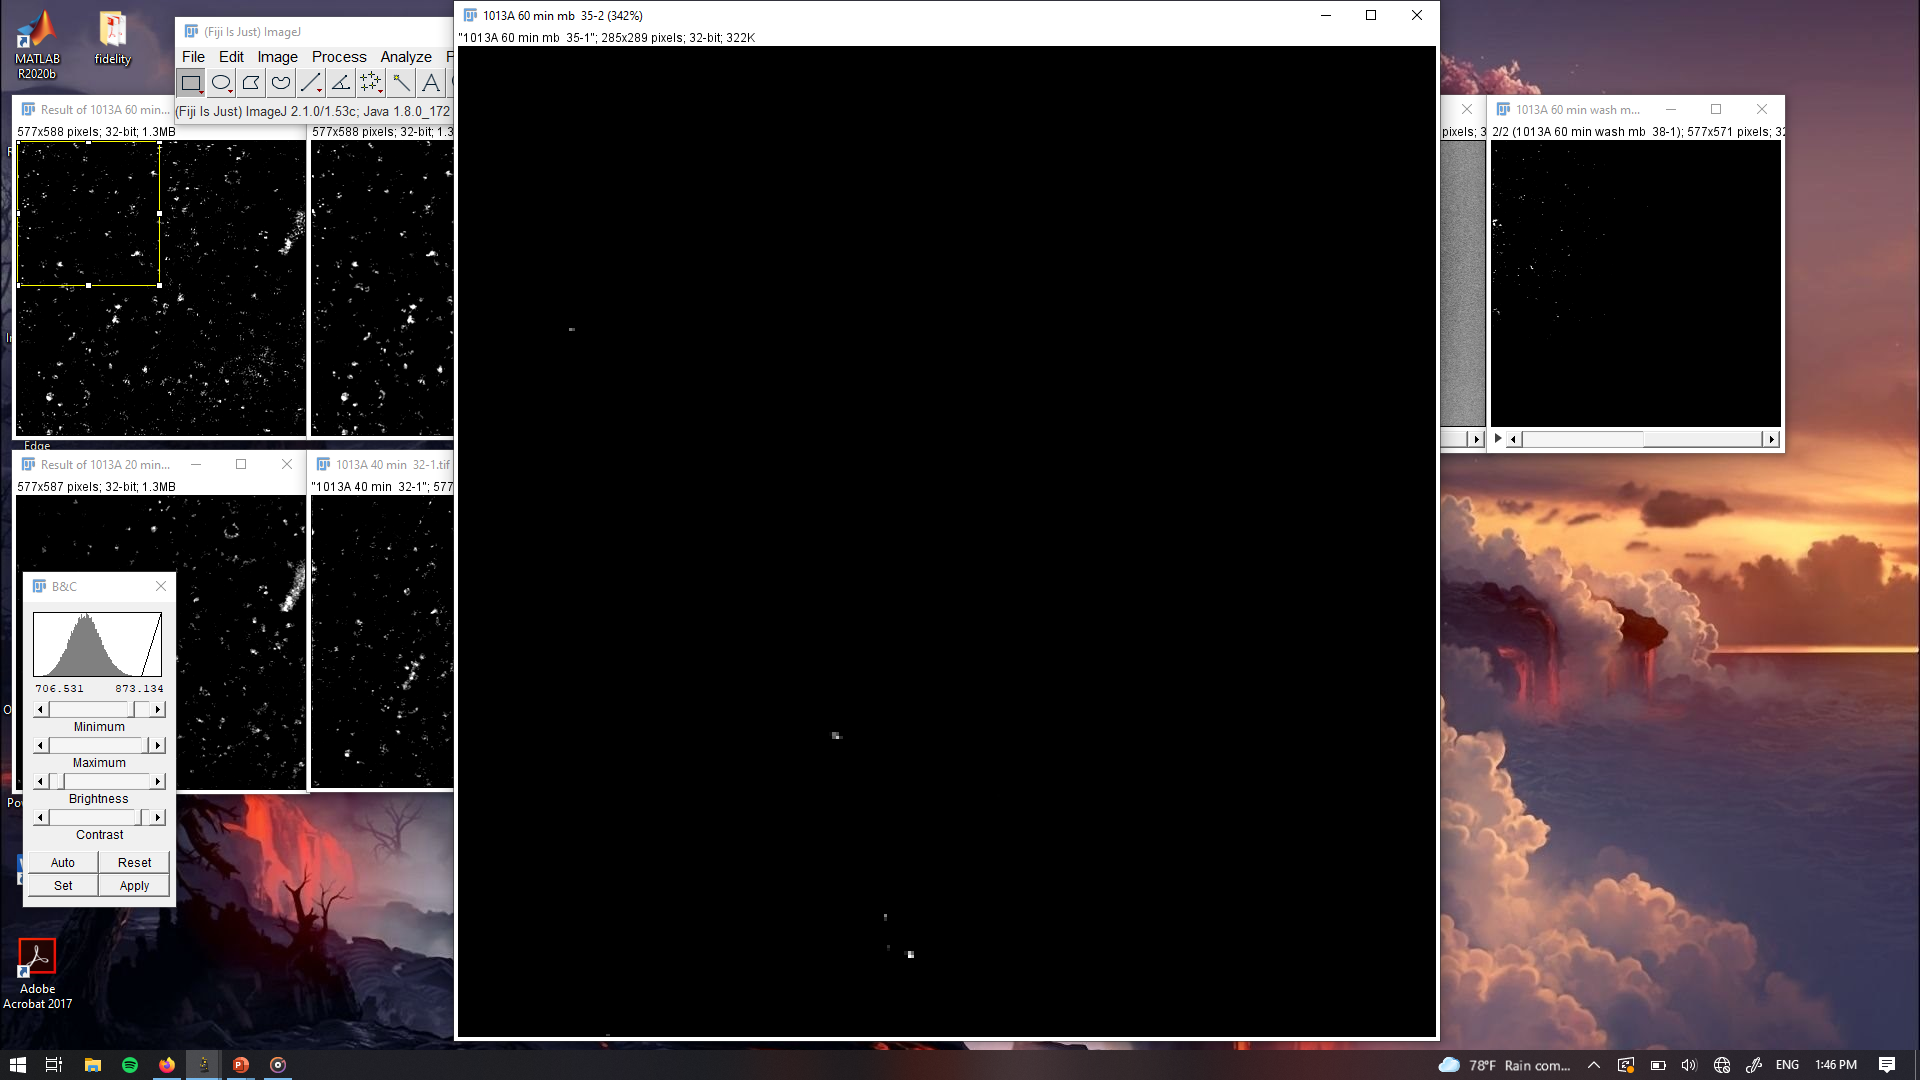 MATLAB
R2020b
fidelity
(Fiji Is Just) ImageJ
File Edit Image Process Analyze
(Fiji Is Just) ImageJ 2.1.0/1.53c; Java 1.8.0_172
1013A 60 min mb  35-2 (342%)
"1013A 60 min mb  35-1"; 285x289 pixels; 32-bit; 322K
Result of 1013A 60 min...
577x588 pixels; 32-bit; 1.3MB
577x588 pixels; 32-bit; 1.3
pixels; 3
1013A 60 min wash m...
2/2 (1013A 60 min wash mb  38-1); 577x571 pixels; 32
Edge
Result of 1013A 20 min...
577x587 pixels; 32-bit; 1.3MB
1013A 40 min  32-1.tif
"1013A 40 min  32-1"; 577
B&C
706.531 873.134
Minimum
Maximum
Brightness
Contrast
Auto Reset
Set Apply
Adobe
Acrobat 2017
78°F Rain com...
ENG
1:46 PM